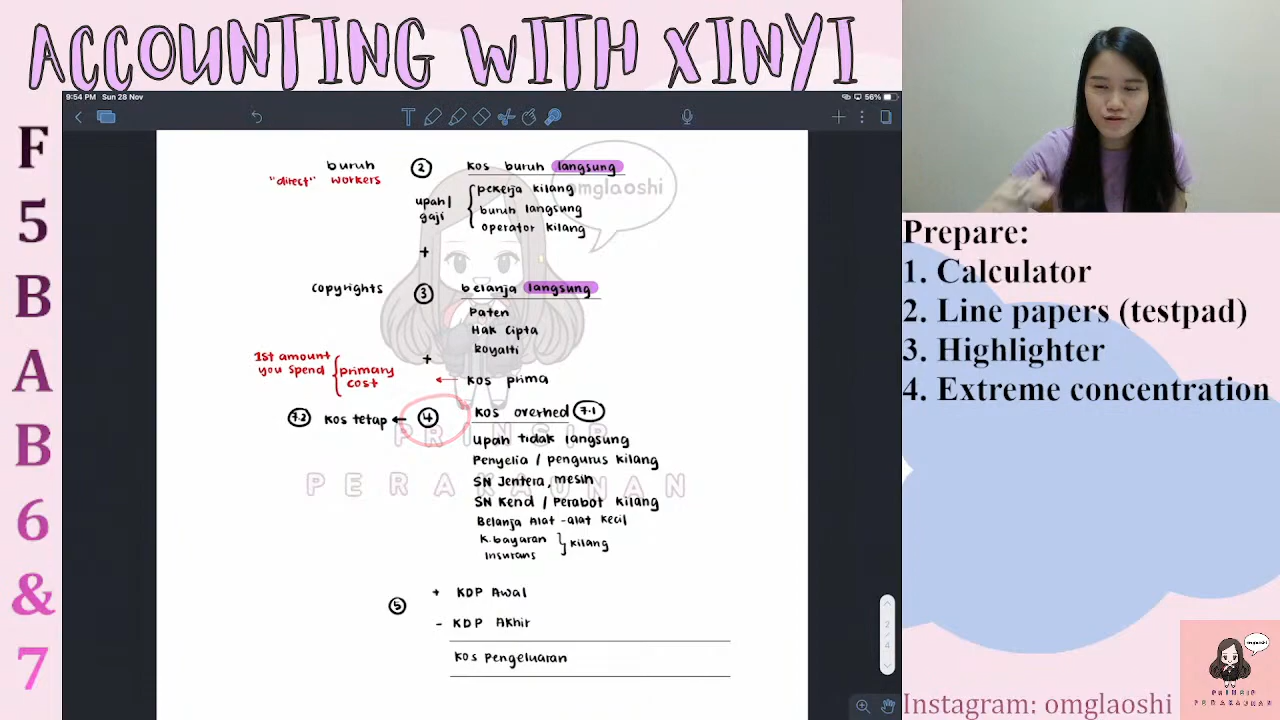 ACCOUNTING WITH XINYI
9:54 PM Sun 28 Nov
56%
F
5
B
A
B
6
&
7
buruh
"direct" workers
2
kos buruh langsung
omglaoshi
upah/
gaji
pekerja kilang
buruh langsung
operator kilang
+
copyrights
3
belanja langsung
Paten
Hak Cipta
Royalti
+
1st amount
you spend
primary
cost
← kos prima
7.2 kos tetap ← 4
kos overhed 7.1
PRINSIP
PERAKAUNAN
upah tidak langsung
Penyelia / pengurus kilang
SN Jentera, mesin
SN Kend / Perabot kilang
Belanja Alat-alat kecil
K.bayaran
Insurans
kilang
5
+ KDP Awal
- KDP Akhir
Kos Pengeluaran
2
/
4
Prepare:
1. Calculator
2. Line papers (testpad)
3. Highlighter
4. Extreme concentration
Instagram: omglaoshi
PRINSIP
PERAKAUNAN